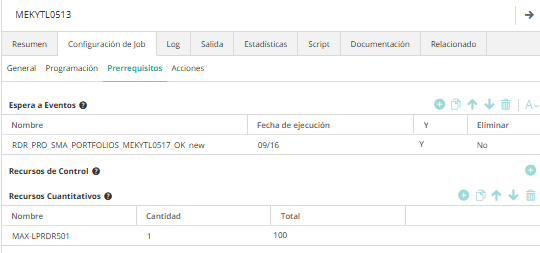 MEKYTL0513
Resumen Configuración de Job Log Salida Estadísticas Script Documentación Relacionado
General Programación Prerrequisitos Acciones
Espera a Eventos
Nombre Fecha de ejecución Y Eliminar
RDR_PRO_SMA_PORTFOLIOS_MEKYTL0517_OK_new 09/16 Y No
Recursos de Control
Recursos Cuantitativos
Nombre Cantidad Total
MAX-LPRDR501 1 100